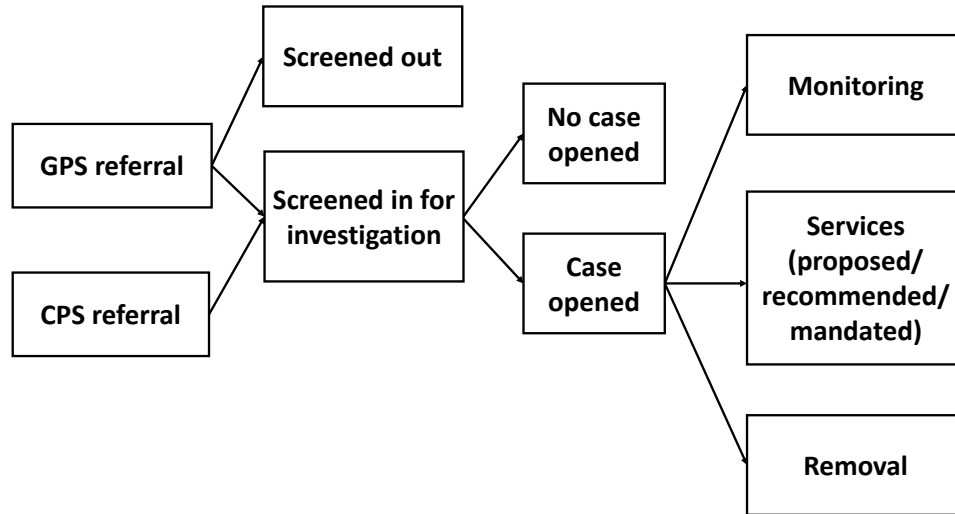 GPS referral
CPS referral
Screened out
Screened in for
investigation
No case
opened
Case
opened
Monitoring
Services
(proposed/
recommended/
mandated)
Removal